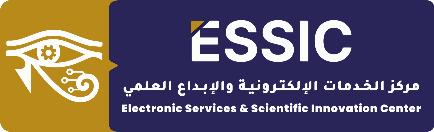 ESSIC
مركز الخدمات الإلكترونية والإبداع العلمي
Electronic Services & Scientific Innovation Center